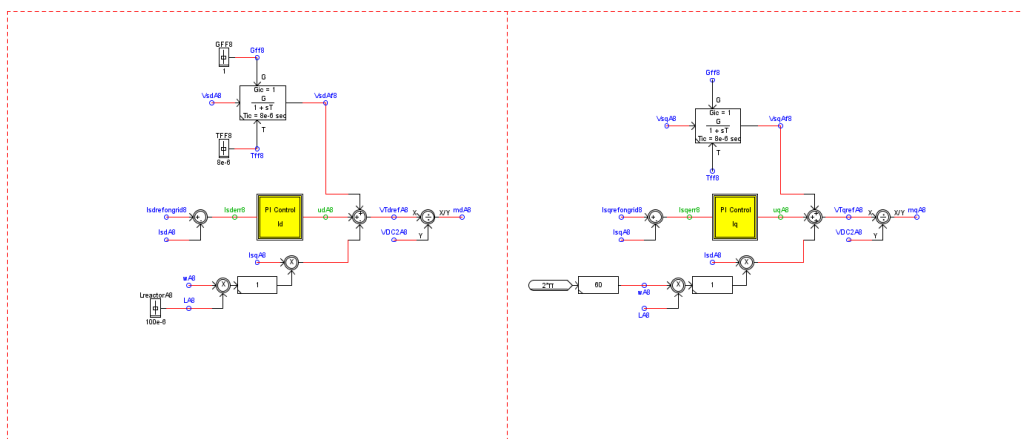 GFF8
1
Gff8
G
VsdA8
Gic = 1
G
1 + sT
Tic = 8e-6 sec
VsdAf8
T
TFF8
8e-6
Tff8
Isdrefongrid8
IsdA8
Isderr8
PI Control
Id
udA8
VTdrefA8
VDC2A8
X
Y
X/Y
mdA8
IsqA8
X
wA8
X
1
LreactorA8
100e-6
LA8
Gff8
G
VsqA8
Gic = 1
G
1 + sT
Tic = 8e-6 sec
VsqAf8
T
Tff8
Isqrefongrid8
IsqA8
Isqerr8
PI Control
Iq
uqA8
VTqrefA8
VDC2A8
X
Y
X/Y
mqA8
IsdA8
X
2*π
60
wA8
X
1
LA8